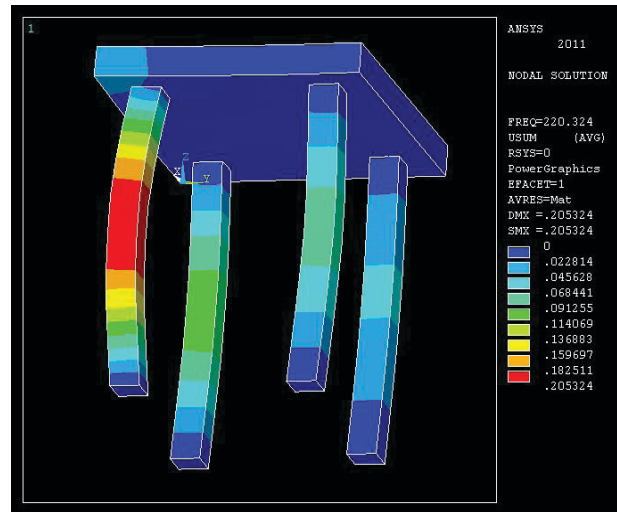 1
ANSYS
2011
NODAL SOLUTION
FREQ=220.324
USUM (AVG)
RSYS=0
PowerGraphics
EFACET=1
AVRES=Mat
DMX =.205324
SMX =.205324
0
.022814
.045628
.068441
.091255
.114069
.136883
.159697
.182511
.205324
Z
X
Y